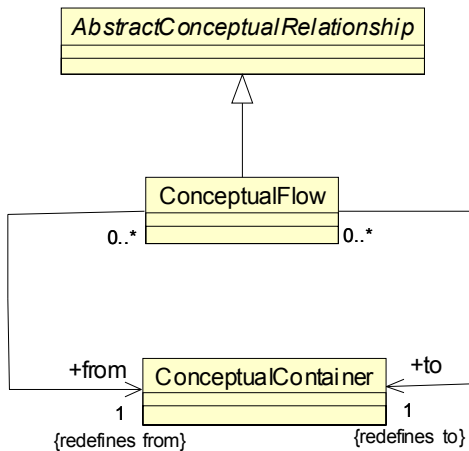 AbstractConceptualRelationship
ConceptualFlow
0..*
0..*
+from
ConceptualContainer
+to
1
1
{redefines from}
{redefines to}